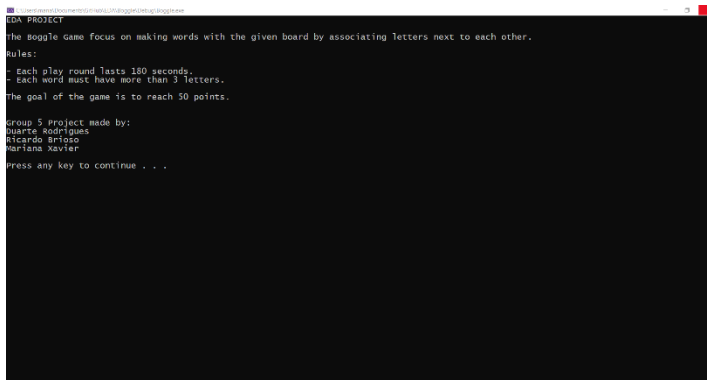 EDA PROJECT
The Boggle Game focus on making words with the given board by associating letters next to each other.
Rules:
- Each play round lasts 180 seconds.
- Each word must have more than 3 letters.
The goal of the game is to reach 50 points.
Group 5 Project made by:
Duarte Rodrigues
Ricardo Brioso
Mariana Xavier
Press any key to continue . . .